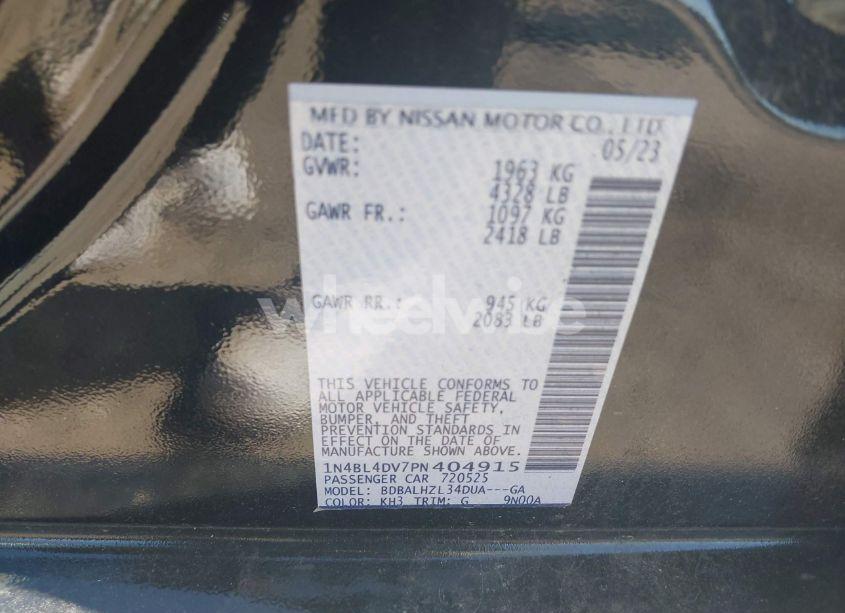 MFD BY NISSAN MOTOR CO., LTD
DATE: 05/23
GVWR: 1963 KG
4328 LB
GAWR FR.: 1097 KG
2418 LB
GAWR RR.: 945 KG
2083 LB
wheelvibe
THIS VEHICLE CONFORMS TO
ALL APPLICABLE FEDERAL
MOTOR VEHICLE SAFETY,
BUMPER, AND THEFT
PREVENTION STANDARDS IN
EFFECT ON THE DATE OF
MANUFACTURE SHOWN ABOVE.
1N4BL4DV7PN404915
PASSENGER CAR 720525
MODEL: BDBALHZL34DUA---GA
COLOR: KH3 TRIM: G 9N00A